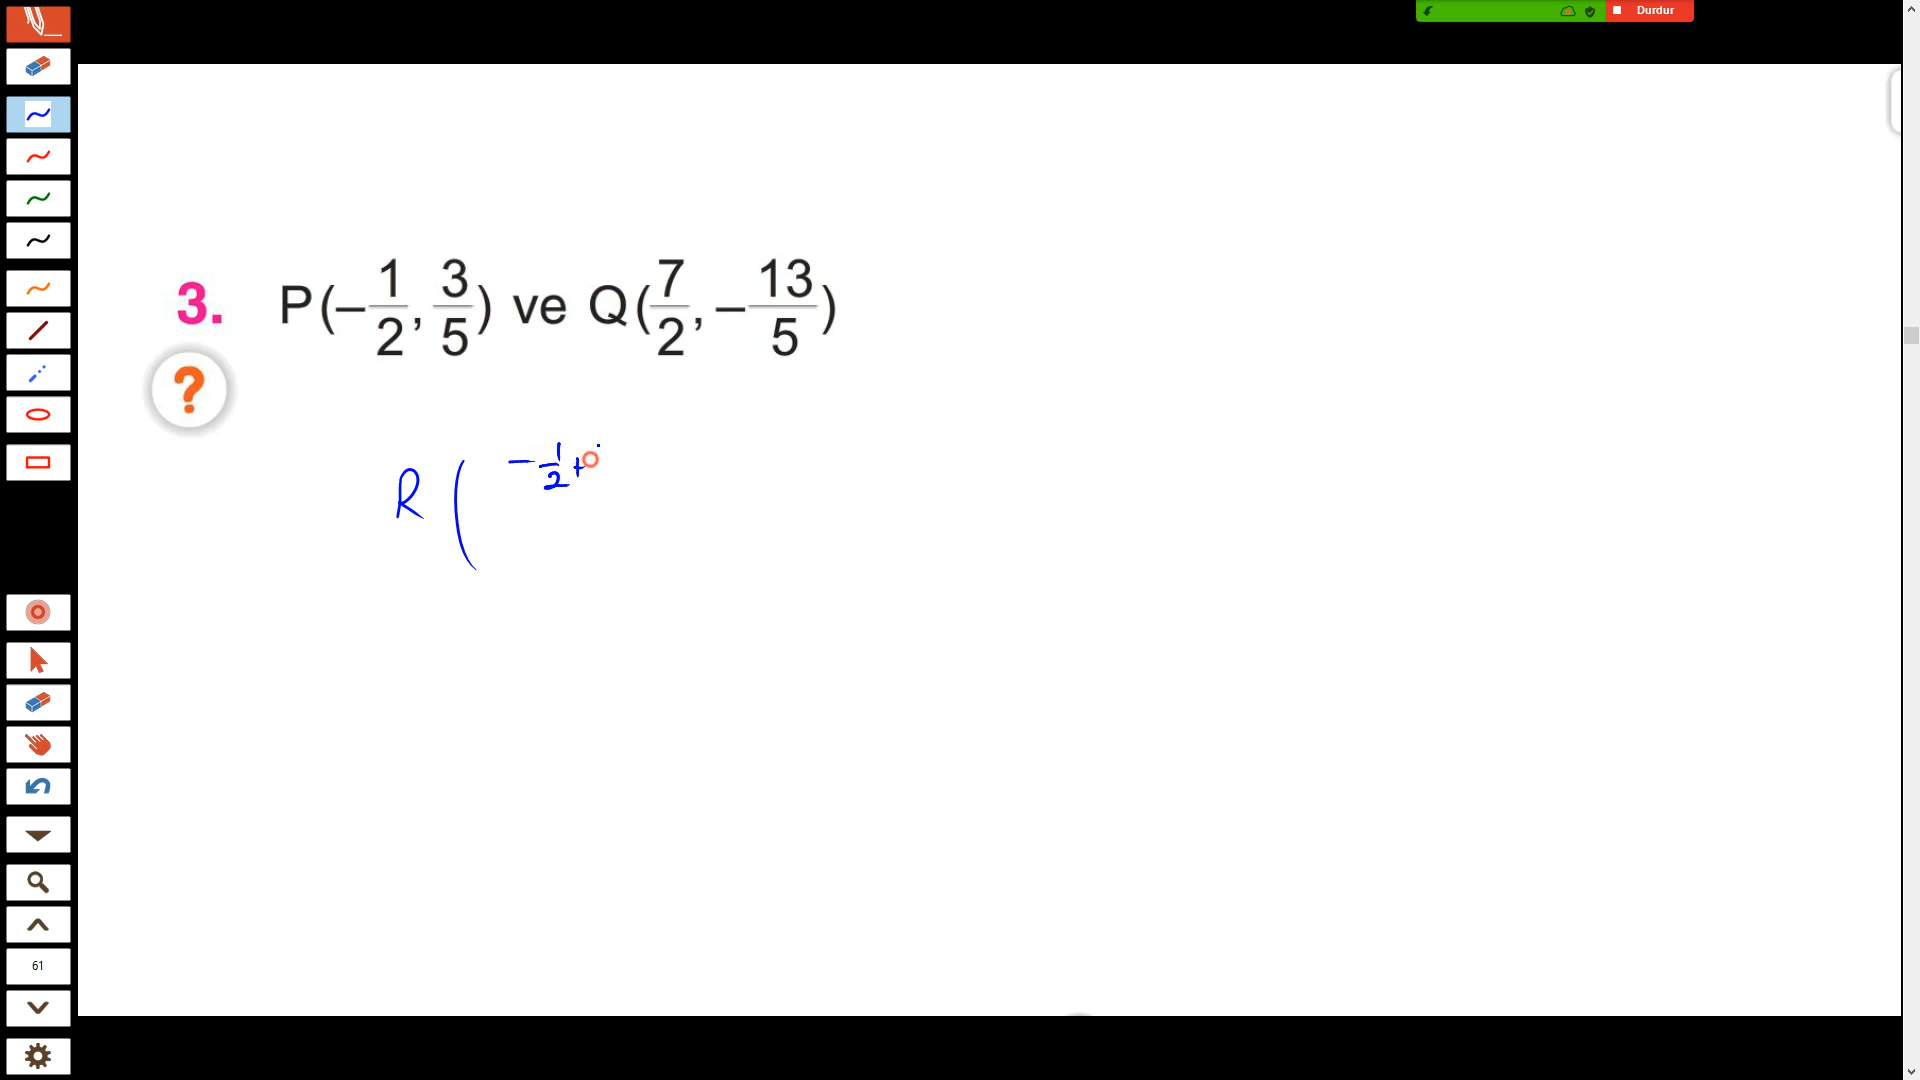 Durdur
3. P(−1/2, 3/5) ve Q(7/2, −13/5)
?
R ( −1/2 +
61